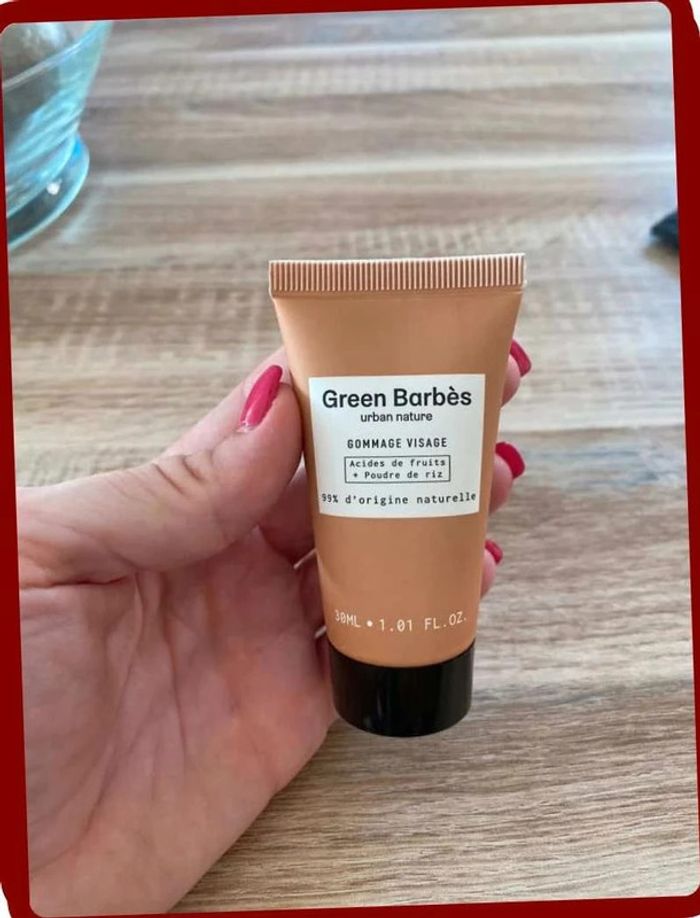 Green Barbès
urban nature
GOMMAGE VISAGE
Acides de fruits
+ Poudre de riz
99% d'origine naturelle
30ML • 1.01 FL.OZ.